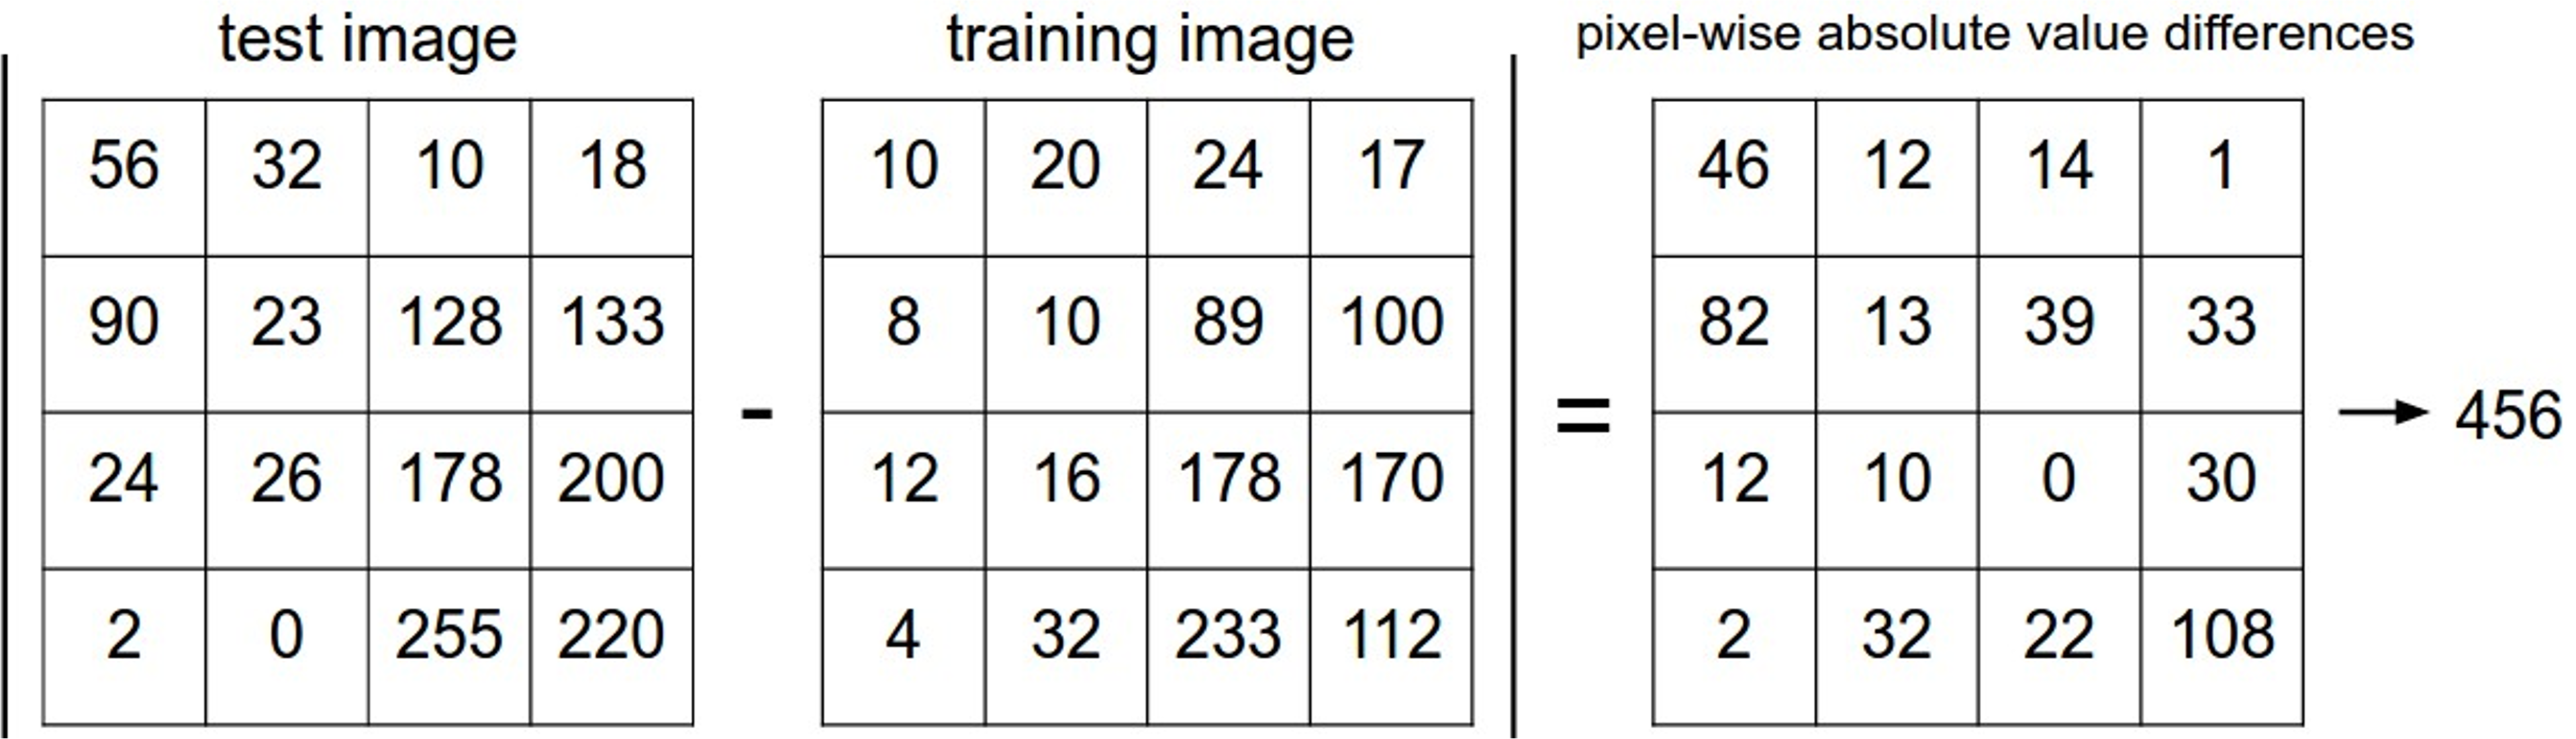 test image training image pixel-wise absolute value differences
56 32 10 18 10 20 24 17 46 12 14 1
90 23 128 133 8 10 89 100 82 13 39 33
- = → 456
24 26 178 200 12 16 178 170 12 10 0 30
2 0 255 220 4 32 233 112 2 32 22 108